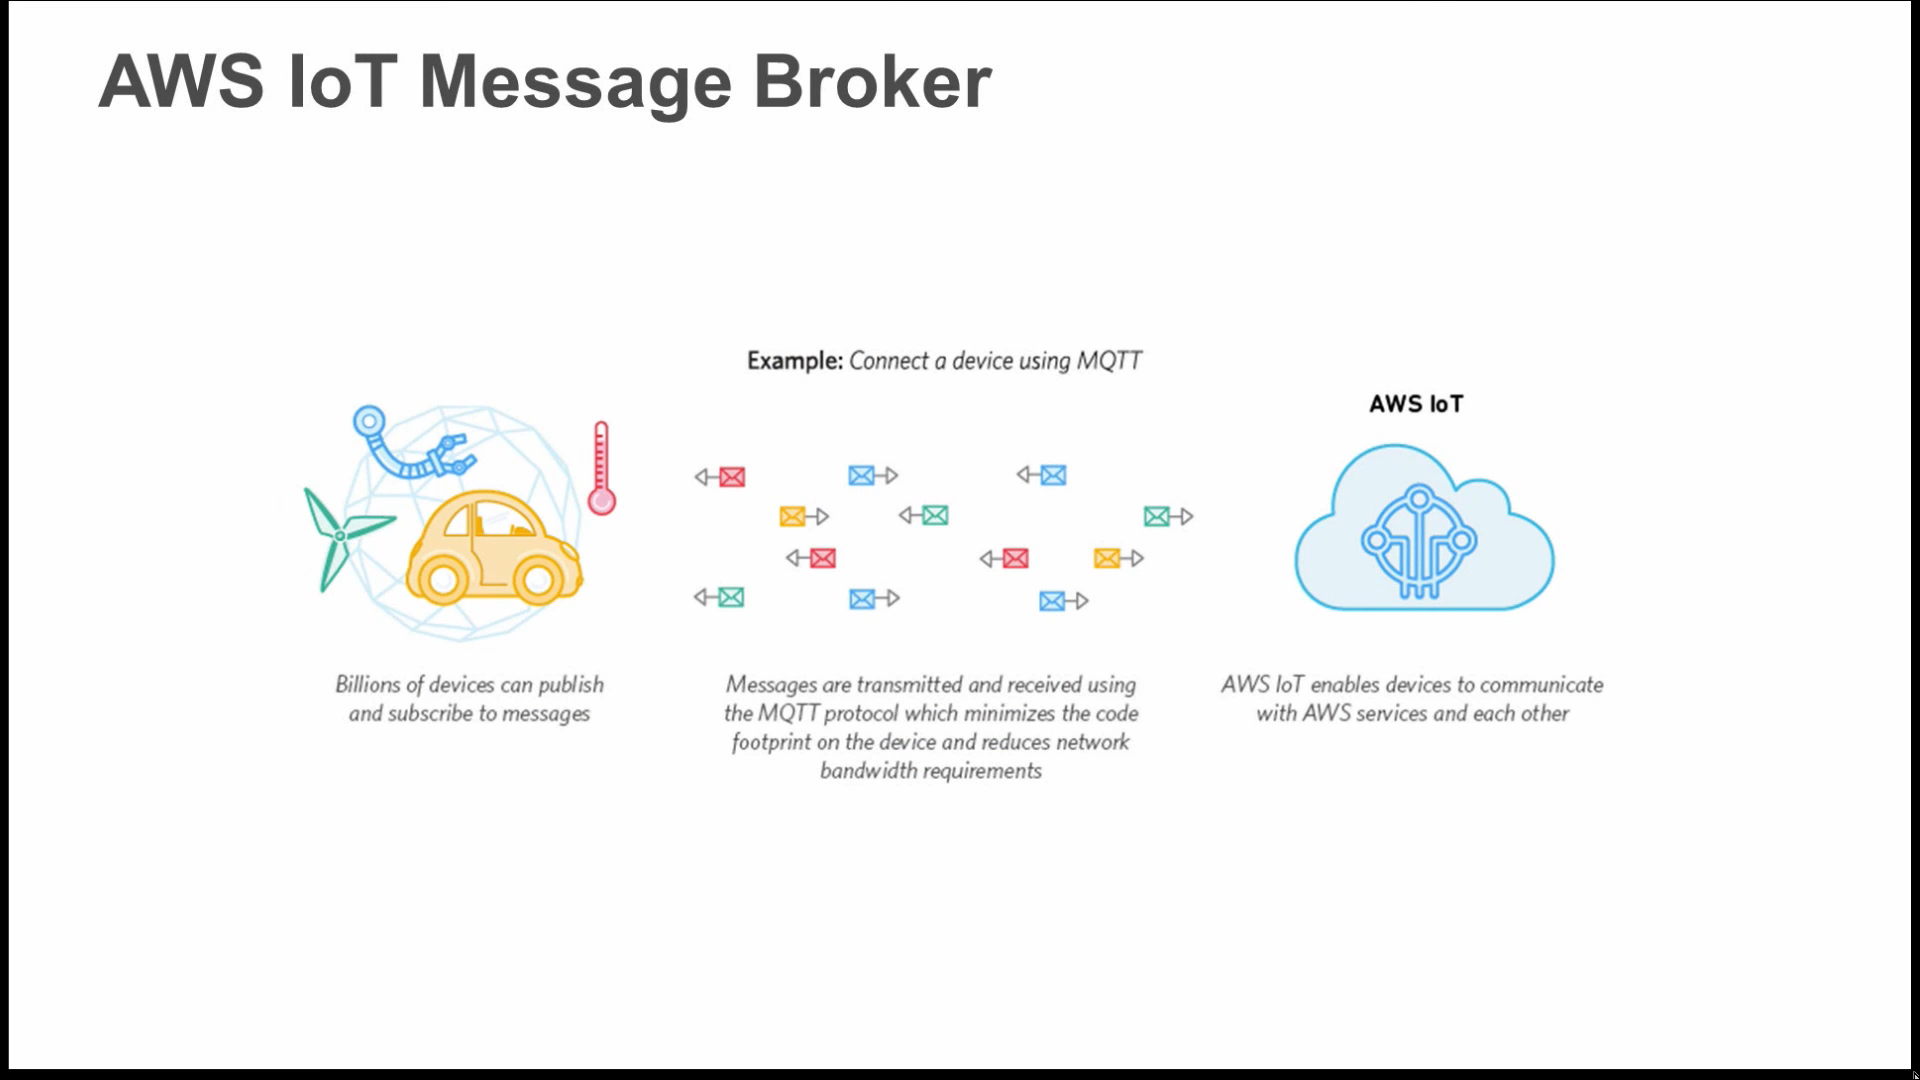 AWS IoT Message Broker
Example: Connect a device using MQTT
AWS IoT
Billions of devices can publish
and subscribe to messages
Messages are transmitted and received using
the MQTT protocol which minimizes the code
footprint on the device and reduces network
bandwidth requirements
AWS IoT enables devices to communicate
with AWS services and each other